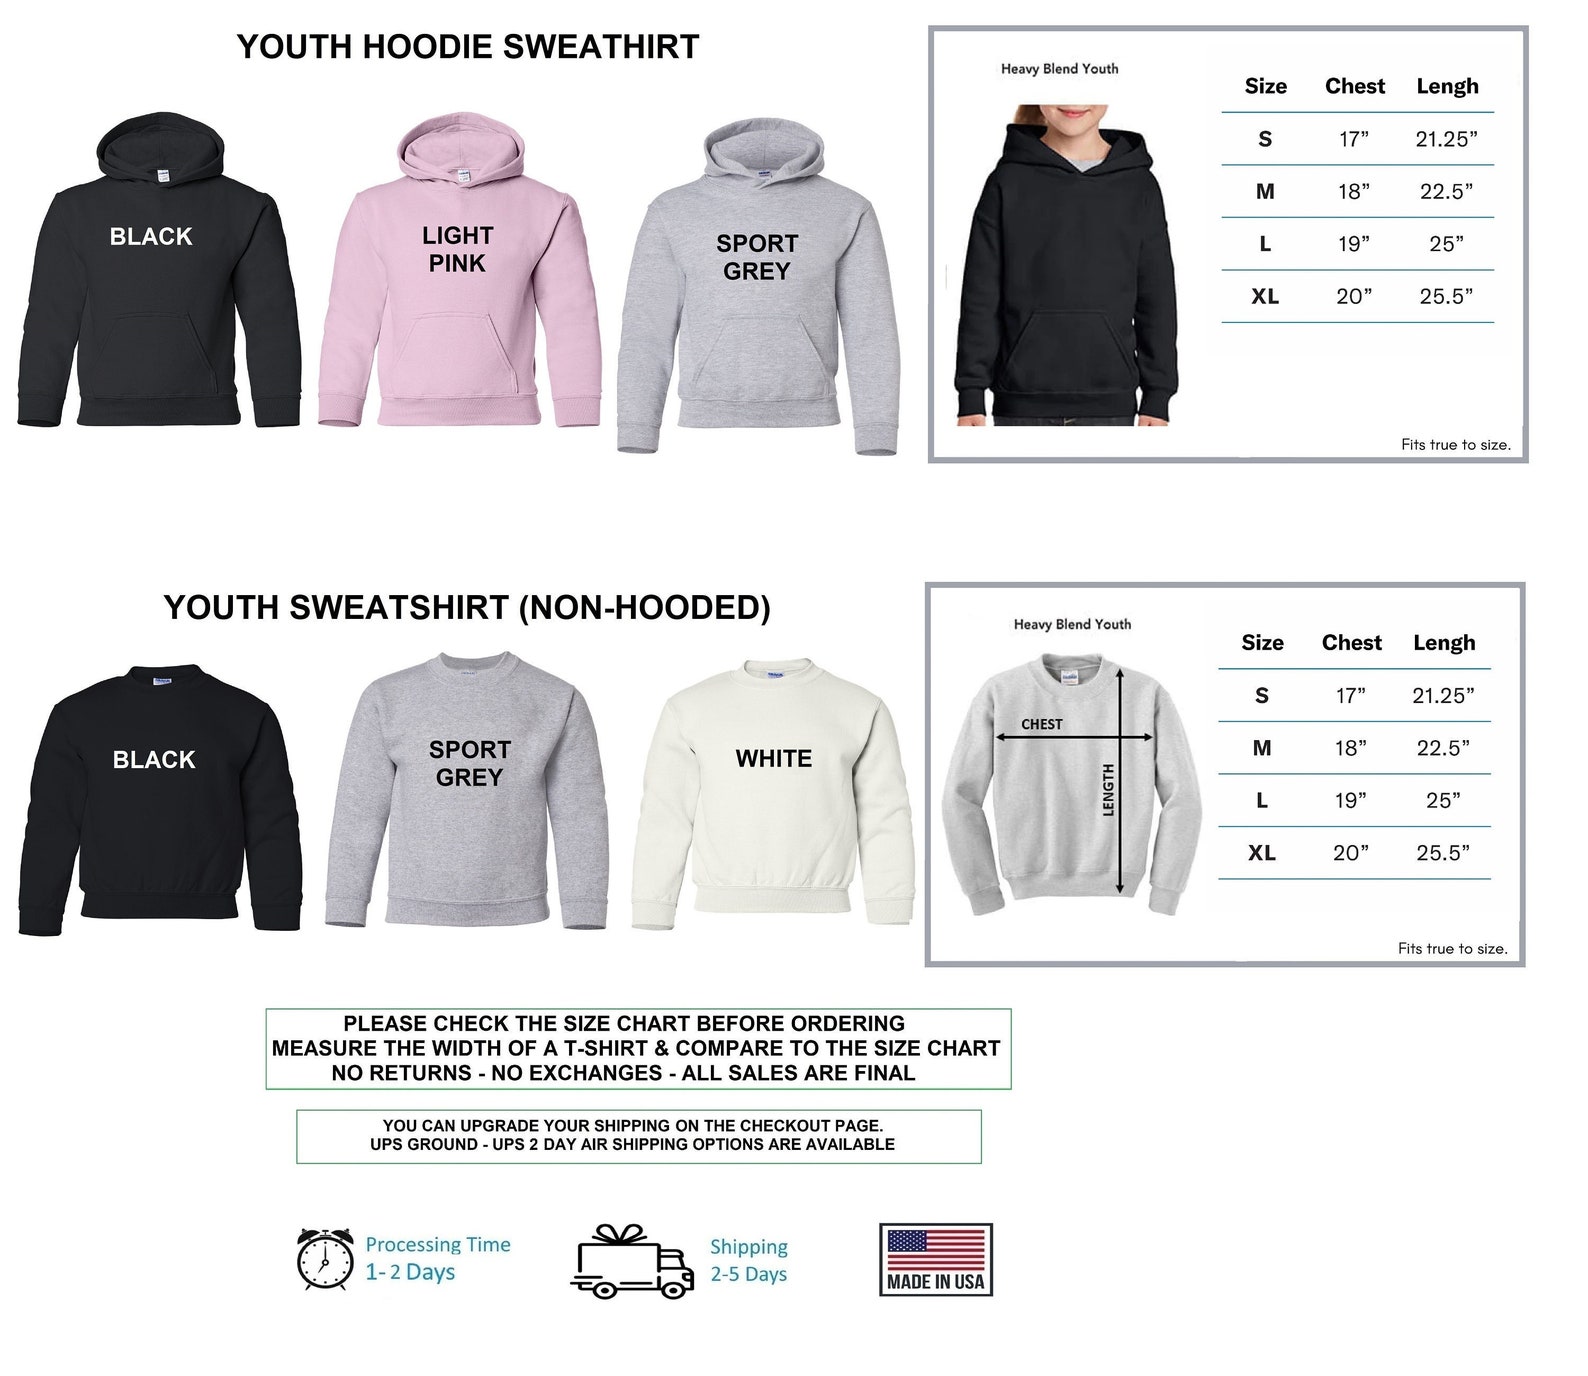 YOUTH HOODIE SWEATHIRT
BLACK
LIGHT
PINK
SPORT
GREY
Heavy Blend Youth
Size Chest Lengh
S 17” 21.25”
M 18” 22.5”
L 19” 25”
XL 20” 25.5”
Fits true to size.
YOUTH SWEATSHIRT (NON-HOODED)
BLACK
SPORT
GREY
WHITE
Heavy Blend Youth
CHEST
LENGTH
Size Chest Lengh
S 17” 21.25”
M 18” 22.5”
L 19” 25”
XL 20” 25.5”
Fits true to size.
PLEASE CHECK THE SIZE CHART BEFORE ORDERING
MEASURE THE WIDTH OF A T-SHIRT & COMPARE TO THE SIZE CHART
NO RETURNS - NO EXCHANGES - ALL SALES ARE FINAL
YOU CAN UPGRADE YOUR SHIPPING ON THE CHECKOUT PAGE.
UPS GROUND - UPS 2 DAY AIR SHIPPING OPTIONS ARE AVAILABLE
Processing Time
1- 2 Days
Shipping
2-5 Days
MADE IN USA